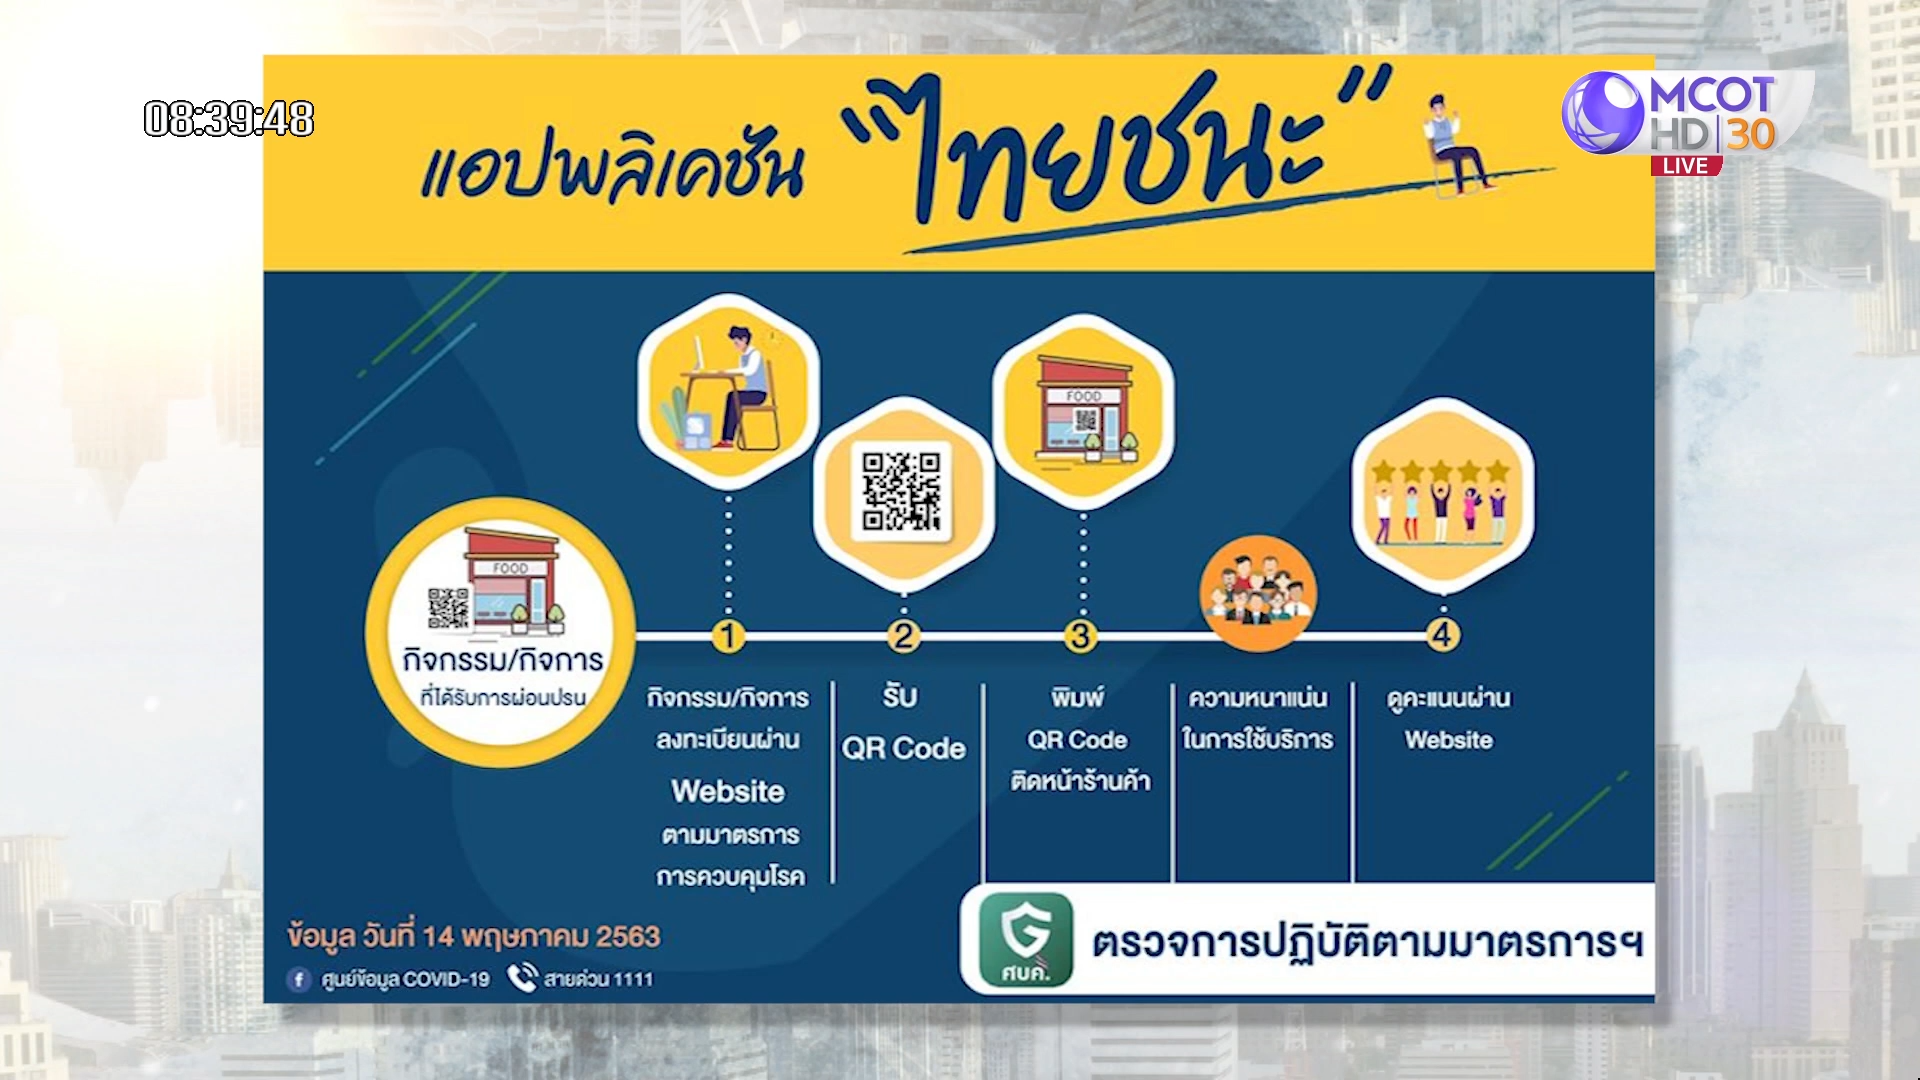 08:39:48
MCOT
HD 30
LIVE
แอปพลิเคชัน "ไทยชนะ"
FOOD
FOOD
กิจกรรม/กิจการ
ที่ได้รับการผ่อนปรน
1
2
3
4
กิจกรรม/กิจการ
ลงทะเบียนผ่าน
Website
ตามมาตรการ
การควบคุมโรค
รับ
QR Code
พิมพ์
QR Code
ติดหน้าร้านค้า
ความหนาแน่น
ในการใช้บริการ
ดูคะแนนผ่าน
Website
ข้อมูล วันที่ 14 พฤษภาคม 2563
f ศูนย์ข้อมูล COVID-19 สายด่วน 1111
ศบค.
ตรวจการปฏิบัติตามมาตรการฯ